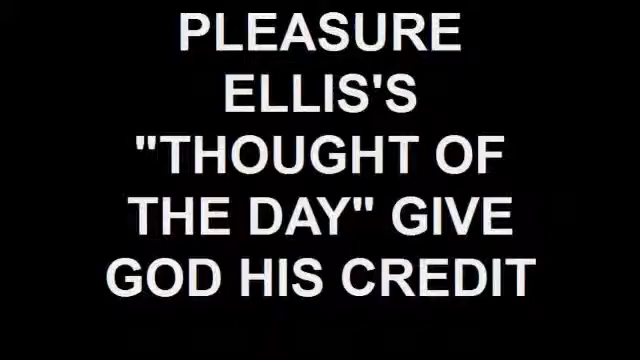 PLEASURE
ELLIS'S
"THOUGHT OF
THE DAY" GIVE
GOD HIS CREDIT